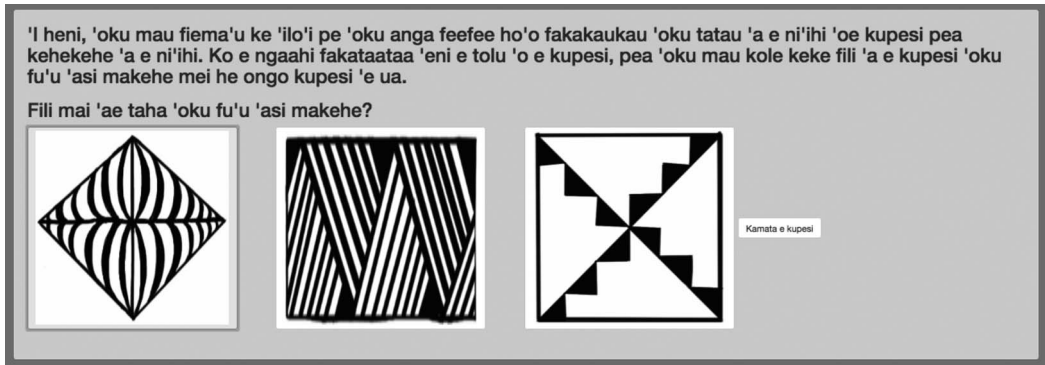 'I heni, 'oku mau fiema'u ke 'ilo'i pe 'oku anga feefee ho'o fakakaukau 'oku tatau 'a e ni'ihi 'oe kupesi pea
kehekehe 'a e ni'ihi. Ko e ngaahi fakataataa 'eni e tolu 'o e kupesi, pea 'oku mau kole keke fili 'a e kupesi 'oku
fu'u 'asi makehe mei he ongo kupesi 'e ua.
Fili mai 'ae taha 'oku fu'u 'asi makehe?
Kamata e kupesi